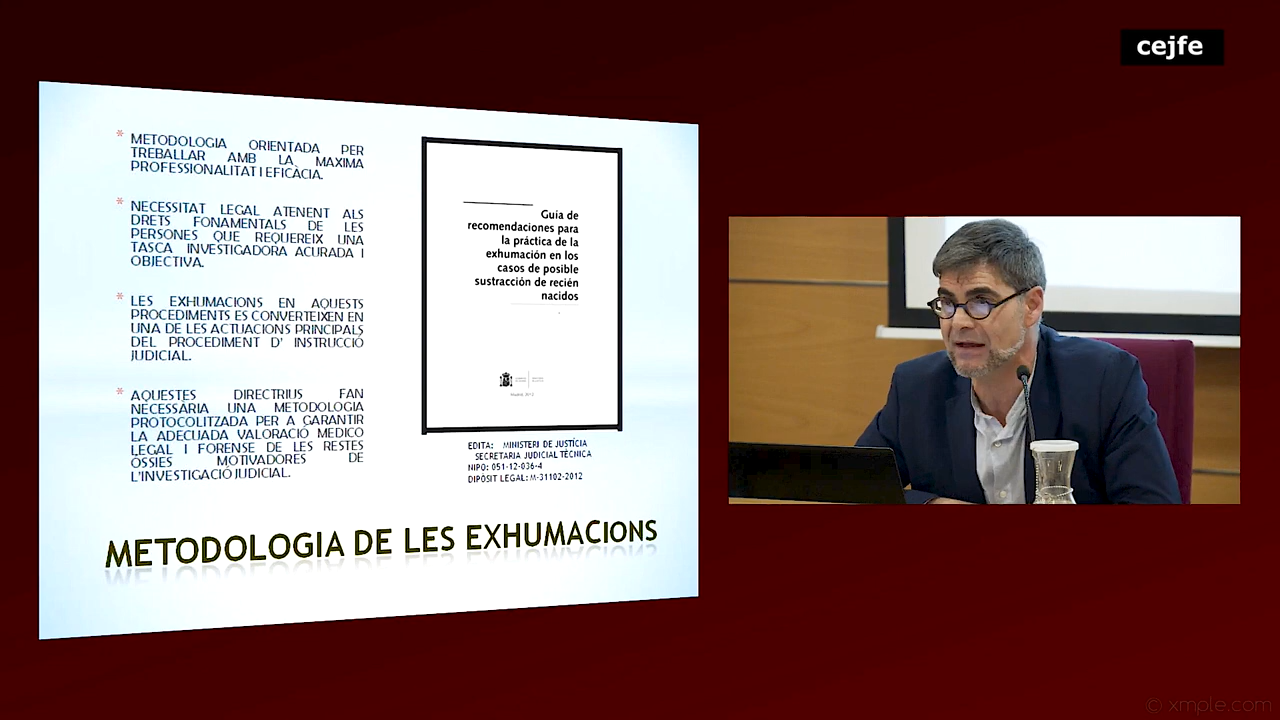 cejfe
* METODOLOGIA ORIENTADA PER
TREBALLAR AMB LA MAXIMA
PROFESSIONALITAT I EFICÀCIA.
* NECESSITAT LEGAL ATENENT ALS
DRETS FONAMENTALS DE LES
PERSONES QUE REQUEREIX UNA
TASCA INVESTIGADORA ACURADA I
OBJECTIVA.
* LES EXHUMACIONS EN AQUESTS
PROCEDIMENTS ES CONVERTEIXEN EN
UNA DE LES ACTUACIONS PRINCIPALS
DEL PROCEDIMENT D' INSTRUCCIÓ
JUDICIAL.
* AQUESTES DIRECTRIUS FAN
NECESSARIA UNA METODOLOGIA
PROTOCOLITZADA PER A GARANTIR
LA ADECUADA VALORACIÓ MEDICO
LEGAL I FORENSE DE LES RESTES
ÒSSIES MOTIVADORES DE
L'INVESTIGACIÓ JUDICIAL.
Guía de
recomendaciones para
la práctica de la
exhumación en los
casos de posible
sustracción de recién
nacidos
EDITA: MINISTERI DE JUSTÍCIA
SECRETARIA JUDICIAL TÈCNICA
NIPO: 051-12-036-4
DIPÒSIT LEGAL: M-31102-2012
METODOLOGIA DE LES EXHUMACIONS
© xmple.com